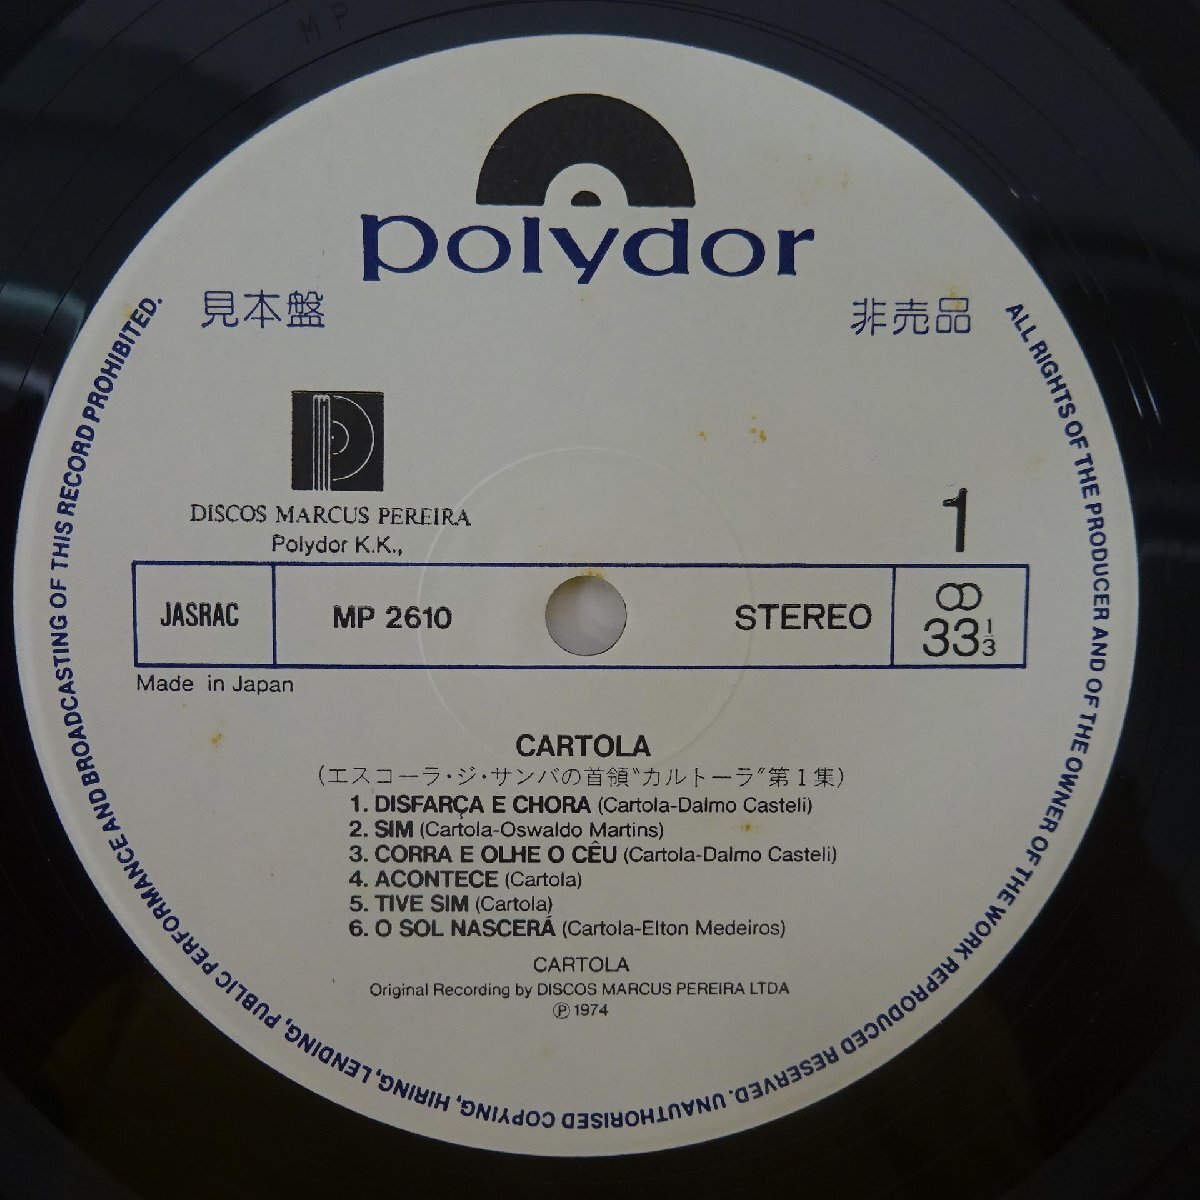 MP
polydor
見本盤
非売品
DISCOS MARCUS PEREIRA
Polydor K.K.,
1
JASRAC
MP 2610
STEREO
33 1/3
Made in Japan
CARTOLA
(エスコーラ・ジ・サンバの首領"カルトーラ"第1集)
1. DISFARÇA E CHORA (Cartola-Dalmo Casteli)
2. SIM (Cartola-Oswaldo Martins)
3. CORRA E OLHE O CÊU (Cartola-Dalmo Casteli)
4. ACONTECE (Cartola)
5. TIVE SIM (Cartola)
6. O SOL NASCERÁ (Cartola-Elton Medeiros)
CARTOLA
Original Recording by DISCOS MARCUS PEREIRA LTDA
Ⓟ 1974
ALL RIGHTS OF THE PRODUCER AND OF THE OWNER OF THE WORK REPRODUCED RESERVED. UNAUTHORISED COPYING, HIRING, LENDING, PUBLIC PERFORMANCE AND BROADCASTING OF THIS RECORD PROHIBITED.